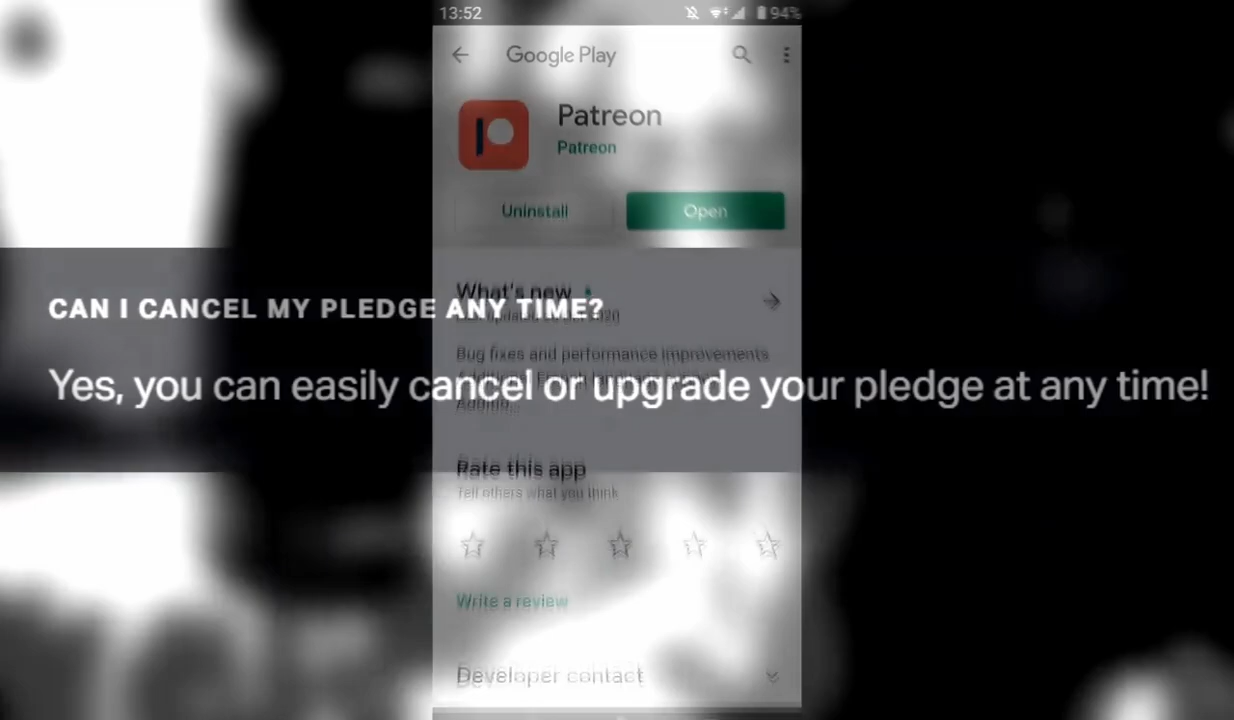 13:52
94%
Google Play
Patreon
Patreon
Uninstall
Open
What's new
CAN I CANCEL MY PLEDGE ANY TIME?
Bug fixes and performance improvements
Yes, you can easily cancel or upgrade your pledge at any time!
Rate this app
Tell others what you think
Write a review
Developer contact